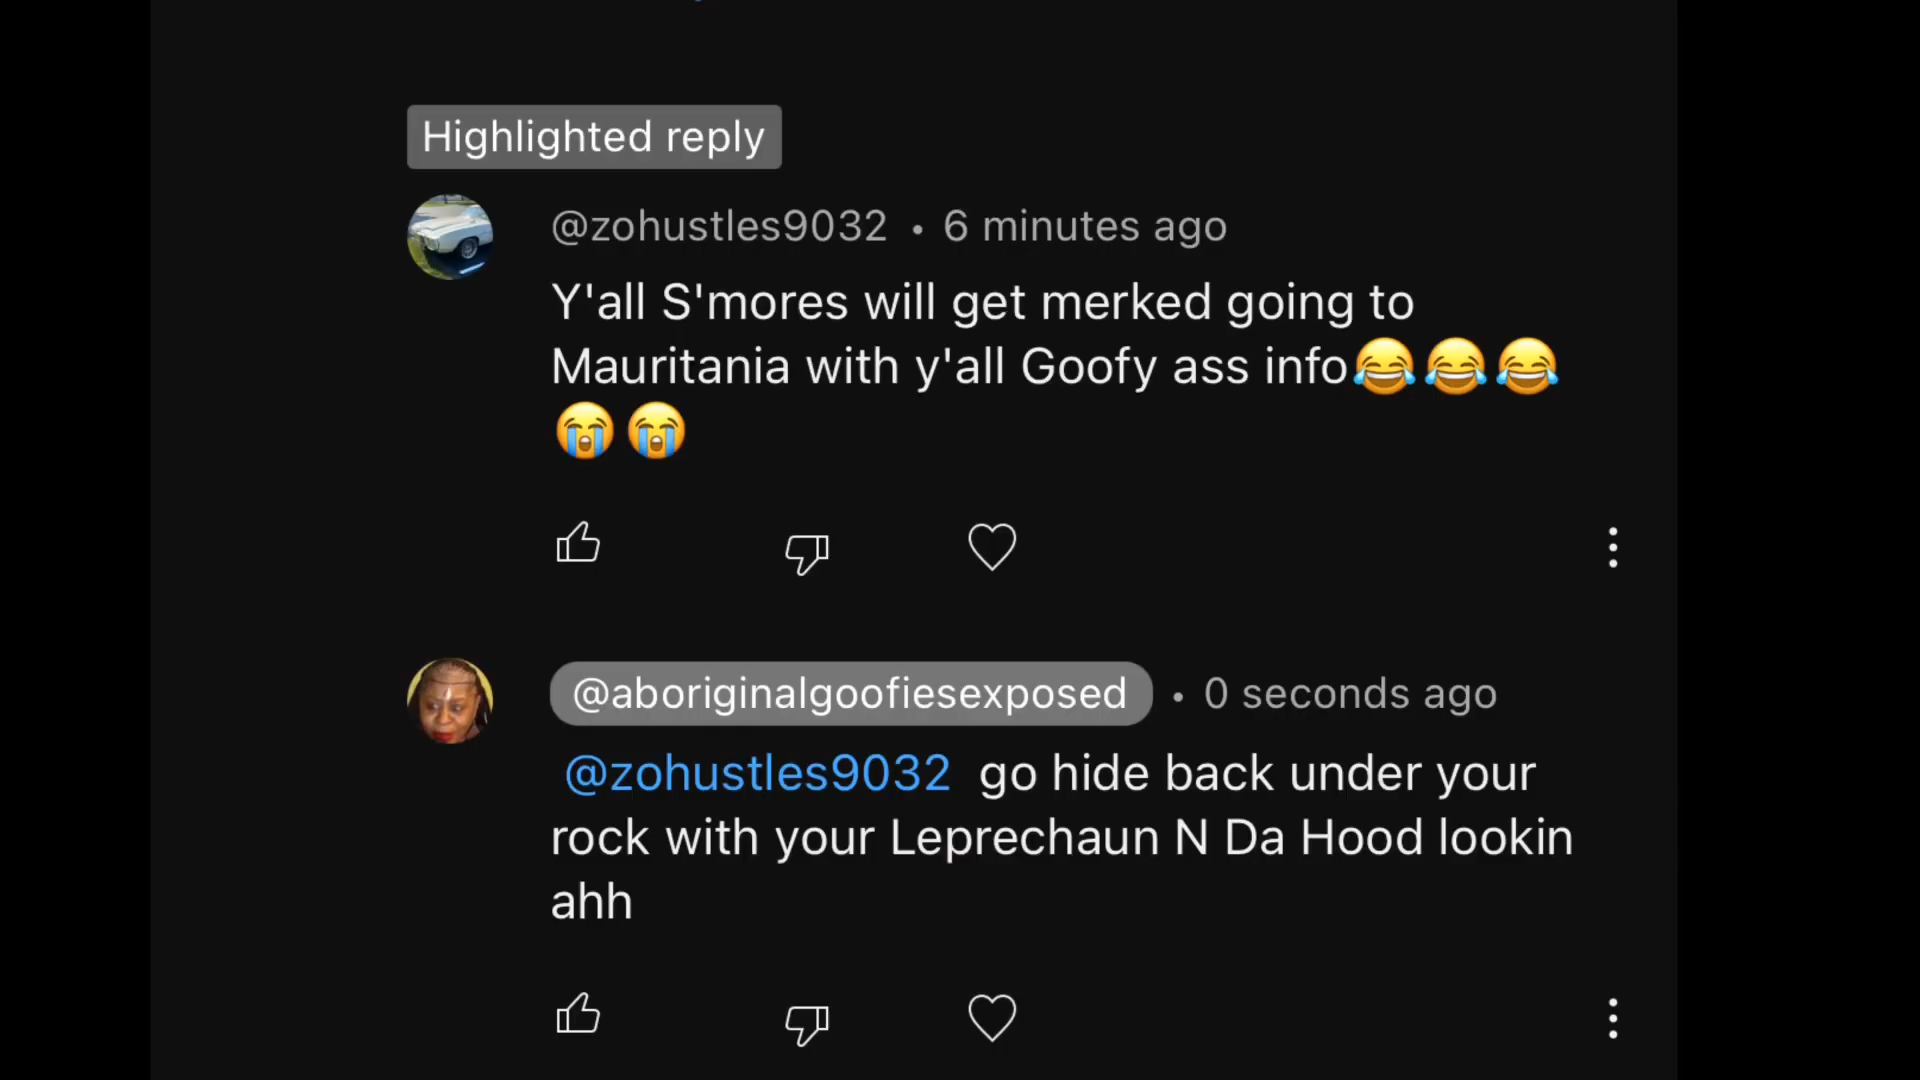 Highlighted reply
@zohustles9032 • 6 minutes ago
Y'all S'mores will get merked going to
Mauritania with y'all Goofy ass info😂😂😂
😭😭
@aboriginalgoofiesexposed • 0 seconds ago
@zohustles9032 go hide back under your
rock with your Leprechaun N Da Hood lookin
ahh